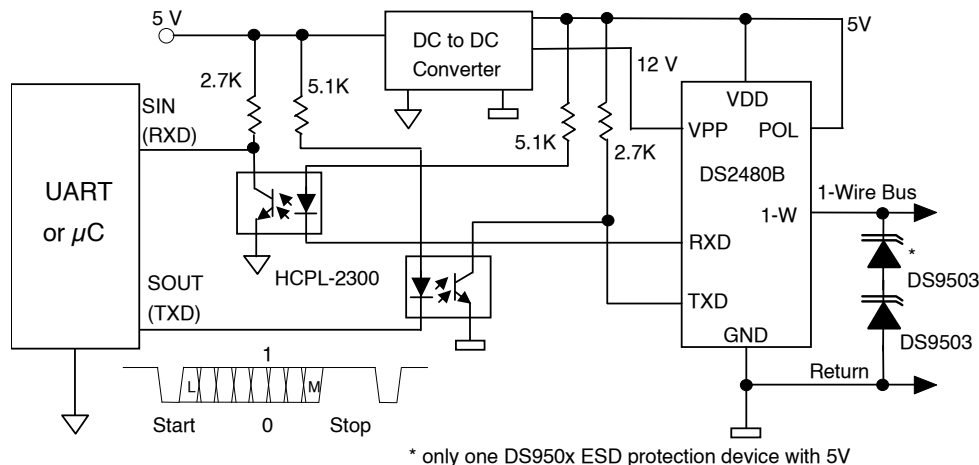 5 V
DC to DC
Converter
5V
2.7K
5.1K
12 V
SIN
(RXD)
VDD
VPP
POL
5.1K
2.7K
DS2480B
UART
or µC
1-Wire Bus
1-W
RXD
*
HCPL-2300
DS9503
SOUT
(TXD)
TXD
GND
DS9503
1
L
M
Return
Start
0
Stop
* only one DS950x ESD protection device with 5V